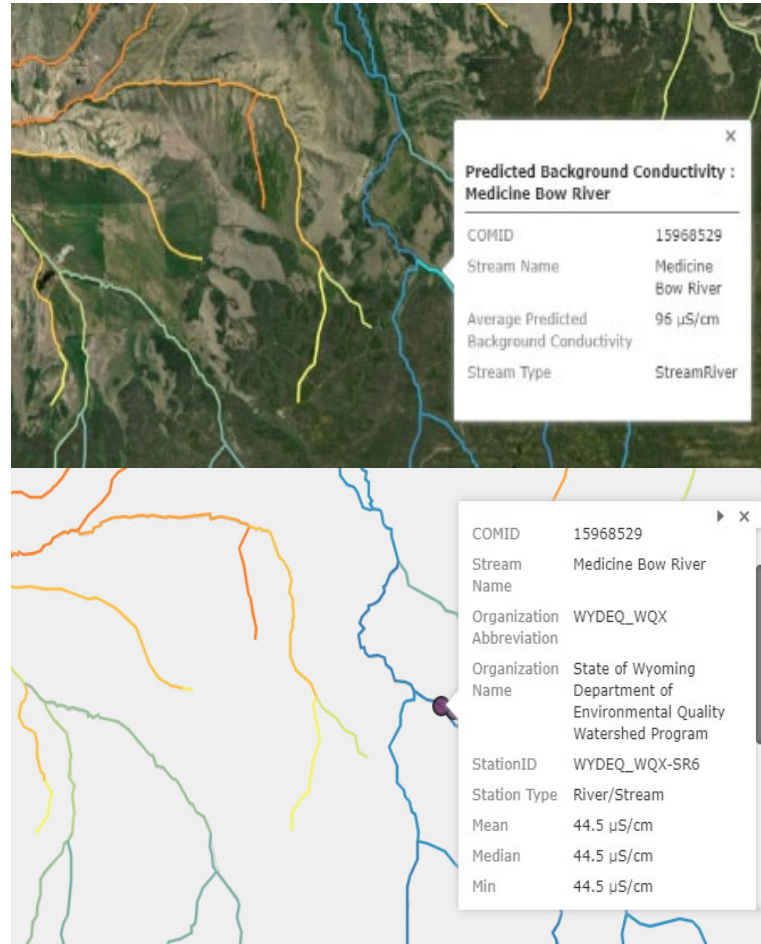 Predicted Background Conductivity :
Medicine Bow River
COMID 15968529
Stream Name Medicine
Bow River
Average Predicted 96 µS/cm
Background Conductivity
Stream Type StreamRiver
COMID 15968529
Stream Medicine Bow River
Name
Organization WYDEQ_WQX
Abbreviation
Organization State of Wyoming
Name Department of
Environmental Quality
Watershed Program
StationID WYDEQ_WQX-SR6
Station Type River/Stream
Mean 44.5 µS/cm
Median 44.5 µS/cm
Min 44.5 µS/cm